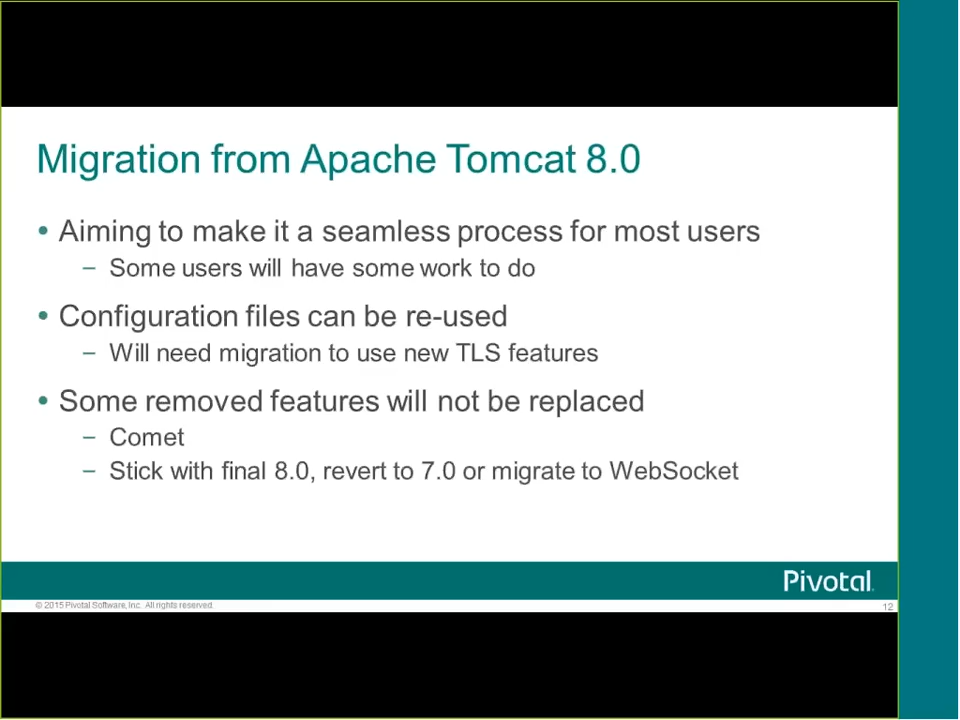 Migration from Apache Tomcat 8.0
• Aiming to make it a seamless process for most users
– Some users will have some work to do
• Configuration files can be re-used
– Will need migration to use new TLS features
• Some removed features will not be replaced
– Comet
– Stick with final 8.0, revert to 7.0 or migrate to WebSocket
Pivotal
© 2015 Pivotal Software, Inc. All rights reserved.
12